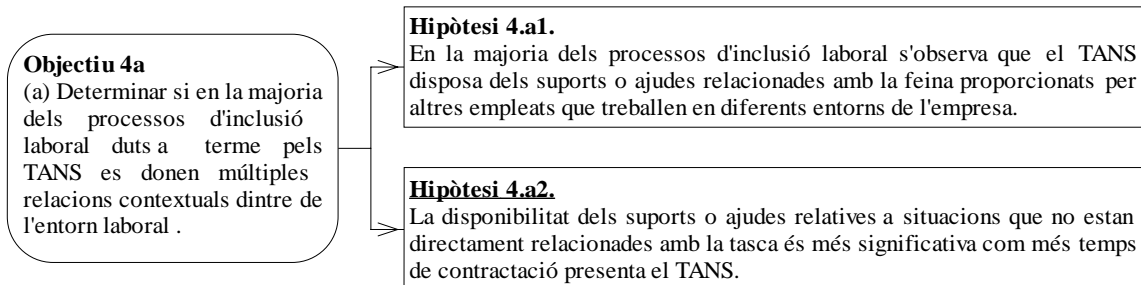 Objectiu 4a
(a) Determinar si en la majoria
dels processos d'inclusió
laboral duts a terme pels
TANS es donen múltiples
relacions contextuals dintre de
l'entorn laboral .
Hipòtesi 4.a1.
En la majoria dels processos d'inclusió laboral s'observa que el TANS
disposa dels suports o ajudes relacionades amb la feina proporcionats per
altres empleats que treballen en diferents entorns de l'empresa.
Hipòtesi 4.a2.
La disponibilitat dels suports o ajudes relatives a situacions que no estan
directament relacionades amb la tasca és més significativa com més temps
de contractació presenta el TANS.